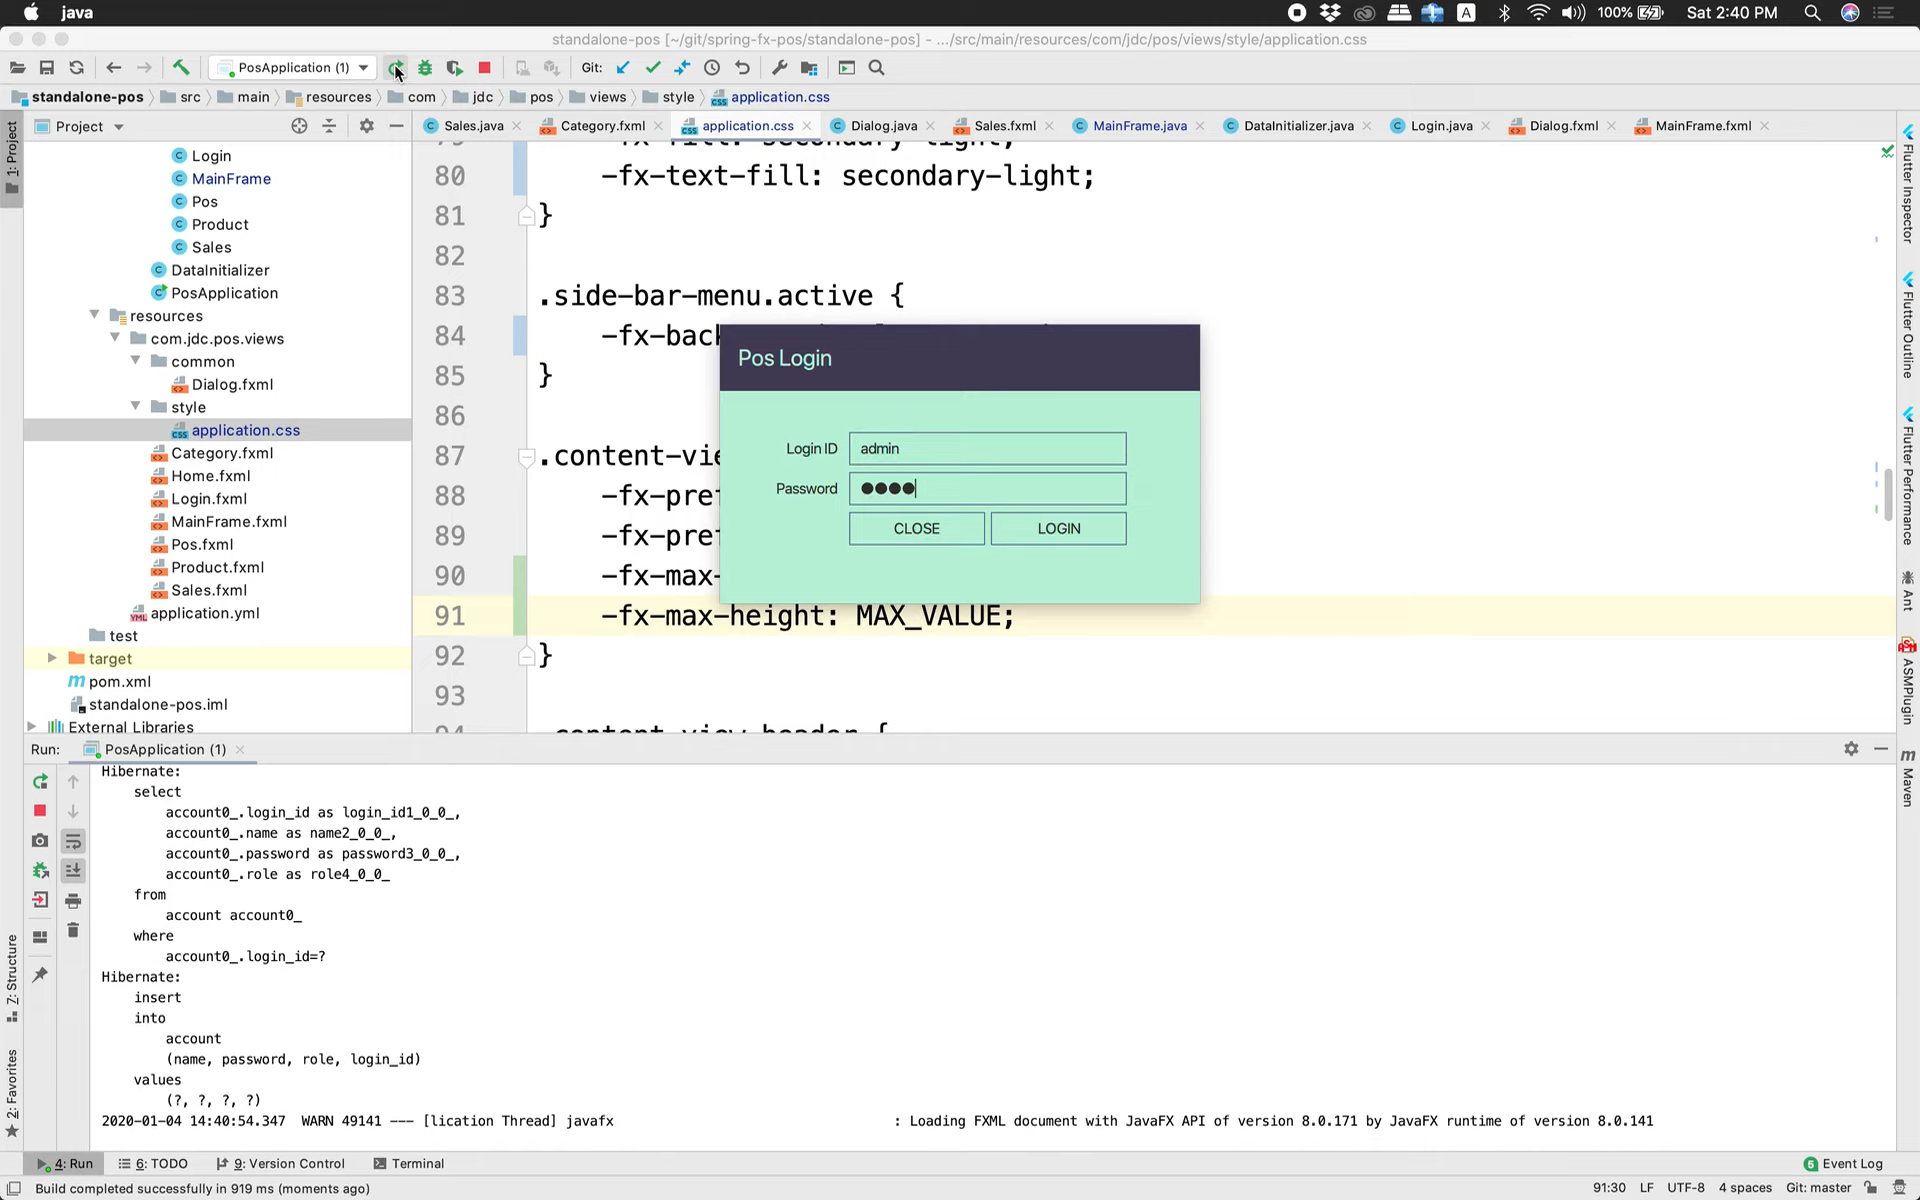 java
100%
Sat 2:40 PM
standalone-pos [~/git/spring-fx-pos/standalone-pos] - .../src/main/resources/com/jdc/pos/views/style/application.css
PosApplication (1)
Git:
standalone-pos
src
main
resources
com
jdc
pos
views
style
application.css
Project
Sales.java
Category.fxml
application.css
Dialog.java
Sales.fxml
MainFrame.java
DataInitializer.java
Login.java
Dialog.fxml
MainFrame.fxml
1: Project
Login
MainFrame
Pos
Product
Sales
DataInitializer
PosApplication
resources
com.jdc.pos.views
common
Dialog.fxml
style
application.css
Category.fxml
Home.fxml
Login.fxml
MainFrame.fxml
Pos.fxml
Product.fxml
Sales.fxml
application.yml
test
target
pom.xml
standalone-pos.iml
External Libraries
80 -fx-text-fill: secondary-light;
81 }
82
83 .side-bar-menu.active {
84 -fx-back
85 }
86
87 .content-vie
88 -fx-pref
89 -fx-pref
90 -fx-max-
91 -fx-max-height: MAX_VALUE;
92 }
93
Pos Login
Login ID
admin
Password
CLOSE
LOGIN
Flutter Inspector
Flutter Outline
Flutter Performance
Ant
ASMPlugin
Maven
Run:
PosApplication (1)
Hibernate:
select
account0_.login_id as login_id1_0_0_,
account0_.name as name2_0_0_,
account0_.password as password3_0_0_,
account0_.role as role4_0_0_
from
account account0_
where
account0_.login_id=?
Hibernate:
insert
into
account
(name, password, role, login_id)
values
(?, ?, ?, ?)
2020-01-04 14:40:54.347  WARN 49141 --- [lication Thread] javafx : Loading FXML document with JavaFX API of version 8.0.171 by JavaFX runtime of version 8.0.141
Z: Structure
2: Favorites
4: Run
6: TODO
9: Version Control
Terminal
5 Event Log
Build completed successfully in 919 ms (moments ago)
91:30
LF
UTF-8
4 spaces
Git: master